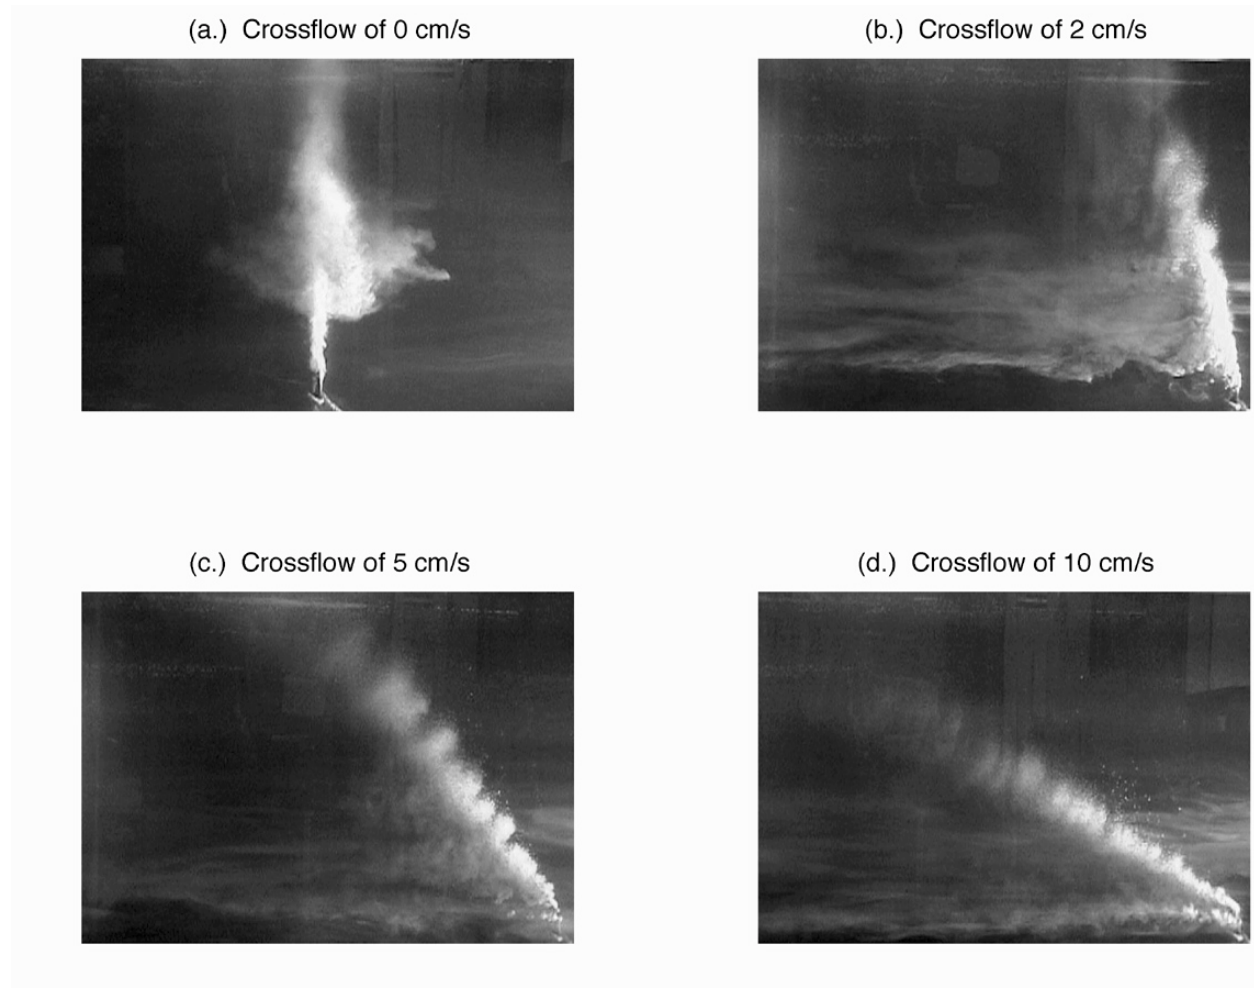 (a.) Crossflow of 0 cm/s
(b.) Crossflow of 2 cm/s
(c.) Crossflow of 5 cm/s
(d.) Crossflow of 10 cm/s